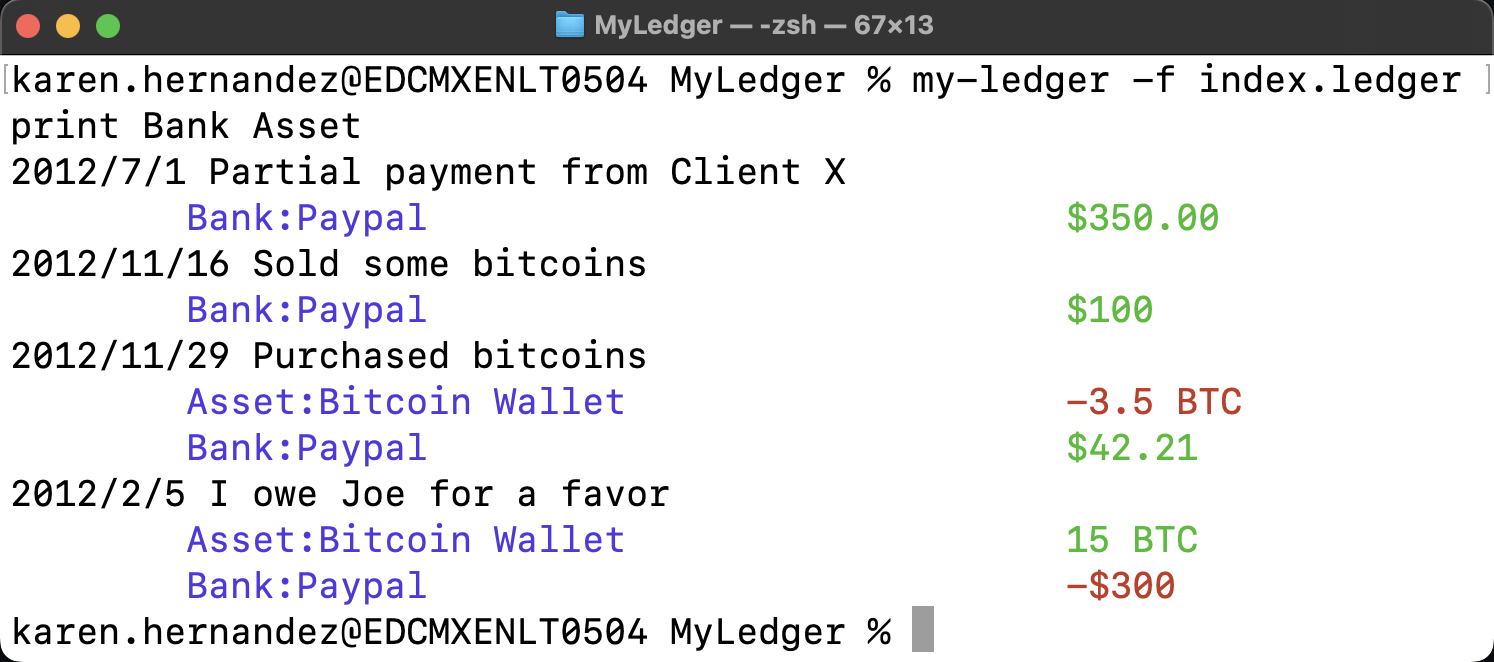 MyLedger — -zsh — 67×13
karen.hernandez@EDCMXENLT0504 MyLedger % my-ledger -f index.ledger
print Bank Asset
2012/7/1 Partial payment from Client X
Bank:Paypal $350.00
2012/11/16 Sold some bitcoins
Bank:Paypal $100
2012/11/29 Purchased bitcoins
Asset:Bitcoin Wallet -3.5 BTC
Bank:Paypal $42.21
2012/2/5 I owe Joe for a favor
Asset:Bitcoin Wallet 15 BTC
Bank:Paypal -$300
karen.hernandez@EDCMXENLT0504 MyLedger %